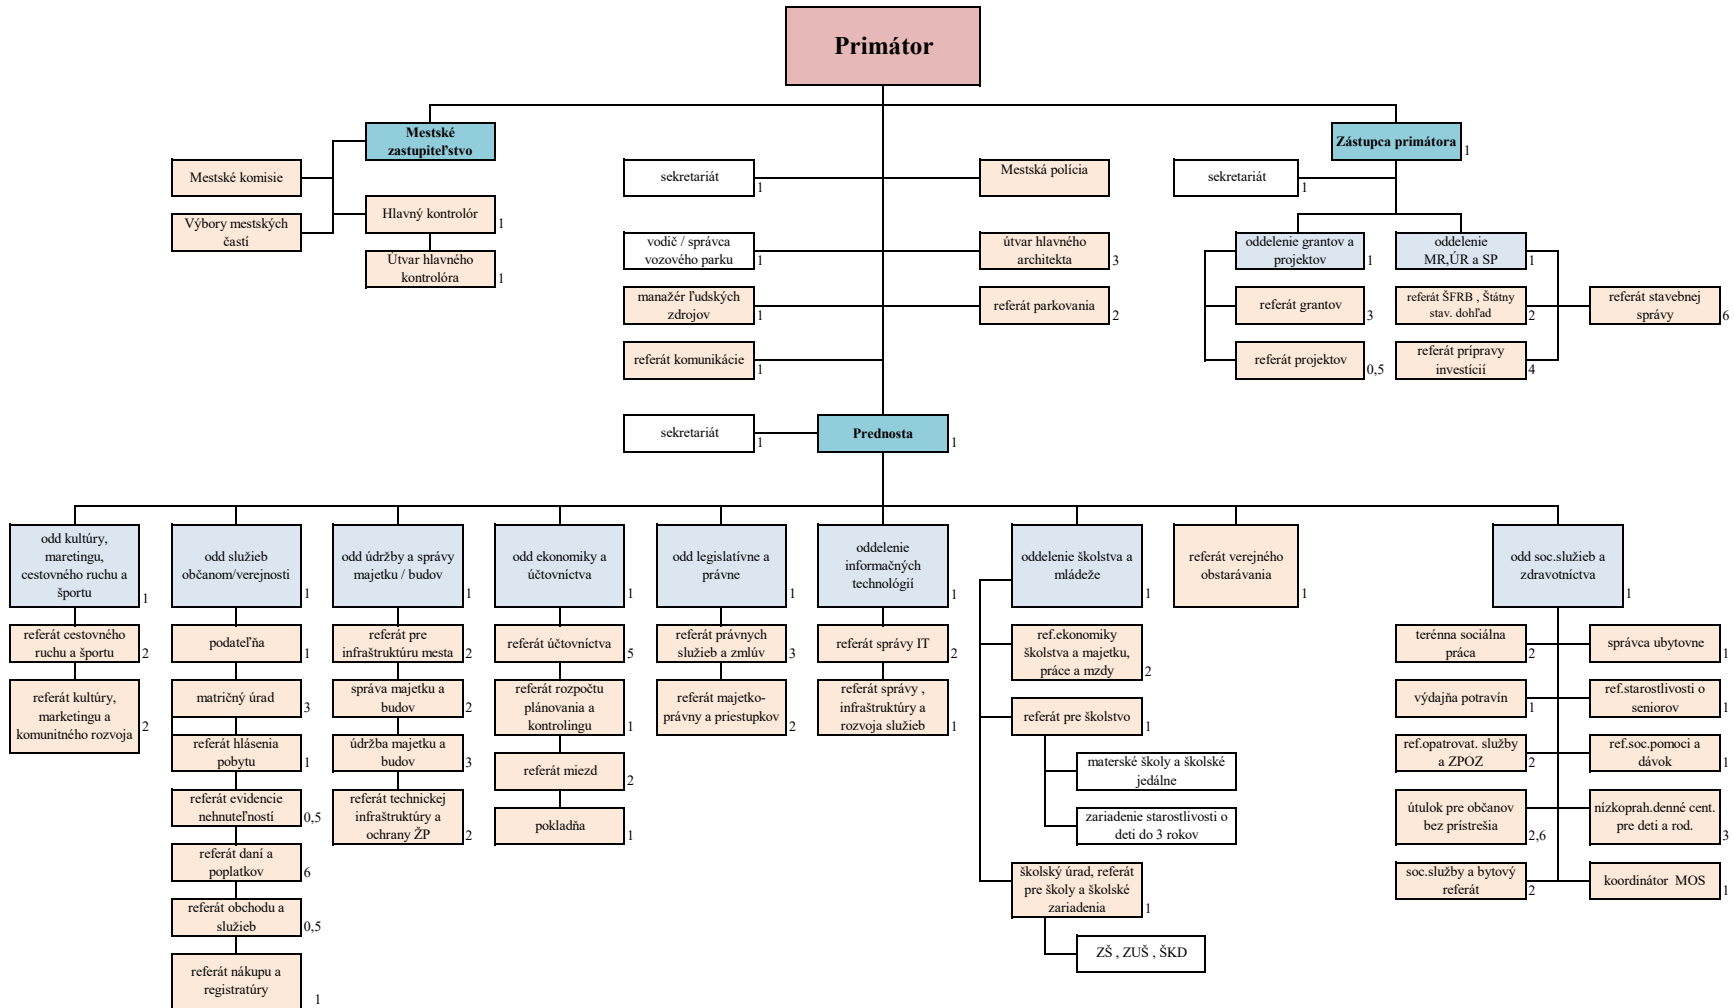 Primátor
Mestské
zastupiteľstvo
Mestské komisie
Výbory mestských
častí
Hlavný kontrolór
1
Útvar hlavného
kontrolóra
1
sekretariát
1
Mestská polícia
vodič / správca
vozového parku
1
útvar hlavného
architekta
3
manažér ľudských
zdrojov
1
referát parkovania
2
referát komunikácie
1
Zástupca primátora
1
sekretariát
1
oddelenie grantov a
projektov
1
referát grantov
3
referát projektov
0,5
oddelenie
MR,ÚR a SP
1
referát ŠFRB , Štátny
stav. dohľad
2
referát stavebnej
správy
6
referát prípravy
investícií
4
sekretariát
1
Prednosta
1
odd kultúry,
maretingu,
cestovného ruchu a
športu
1
referát cestovného
ruchu a športu
2
referát kultúry,
marketingu a
komunitného rozvoja
2
odd služieb
občanom/verejnosti
1
podateľňa
1
matričný úrad
3
referát hlásenia
pobytu
1
referát evidencie
nehnuteľností
0,5
referát daní a
poplatkov
6
referát obchodu a
služieb
0,5
referát nákupu a
registratúry
1
odd údržby a správy
majetku / budov
1
referát pre
infraštruktúru mesta
2
správa majetku a
budov
2
údržba majetku a
budov
3
referát technickej
infraštruktúry a
ochrany ŽP
2
odd ekonomiky a
účtovníctva
1
referát účtovníctva
5
referát rozpočtu
plánovania a
kontrolingu
1
referát miezd
2
pokladňa
1
odd legislatívne a
právne
1
referát právnych
služieb a zmlúv
3
referát majetko-
právny a priestupkov
2
oddelenie
informačných
technológií
1
referát správy IT
2
referát správy ,
infraštruktúry a
rozvoja služieb
1
oddelenie školstva a
mládeže
1
ref.ekonomiky
školstva a majetku,
práce a mzdy
2
referát pre školstvo
1
materské školy a školské
jedálne
zariadenie starostlivosti o
deti do 3 rokov
školský úrad, referát
pre školy a školské
zariadenia
1
ZŠ , ZUŠ , ŠKD
referát verejného
obstarávania
1
odd soc.služieb a
zdravotníctva
1
terénna sociálna
práca
2
správca ubytovne
1
výdajňa potravín
1
ref.starostlivosti o
seniorov
1
ref.opatrovat. služby
a ZPOZ
2
ref.soc.pomoci a
dávok
1
útulok pre občanov
bez prístrešia
2,6
nízkoprah.denné cent.
pre deti a rod.
3
soc.služby a bytový
referát
2
koordinátor MOS
1